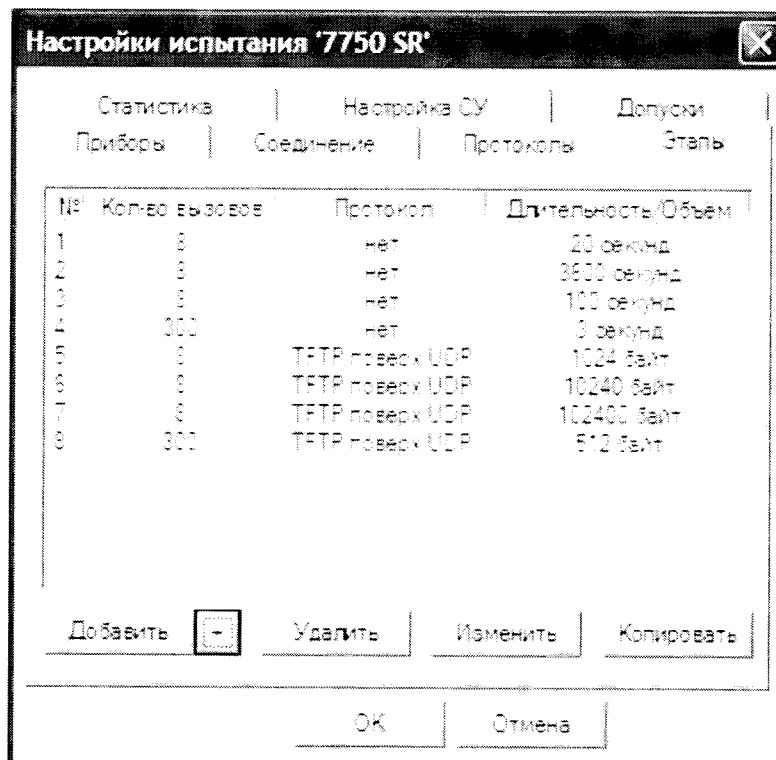 Настройки испытания '7750 SR'
Статистика Настройка СУ Допуски
Приборы Соединение Протоколы Этапы
№ Кол-во вызовов Протокол Длительность/Объем
1 8 нет 20 секунд
2 8 нет 3600 секунд
3 8 нет 100 секунд
4 300 нет 3 секунд
5 8 TFTP поверх UDP 1024 байт
6 8 TFTP поверх UDP 10240 байт
7 8 TFTP поверх UDP 102400 байт
8 300 TFTP поверх UDP 512 байт
Добавить Удалить Изменить Копировать
OK Отмена